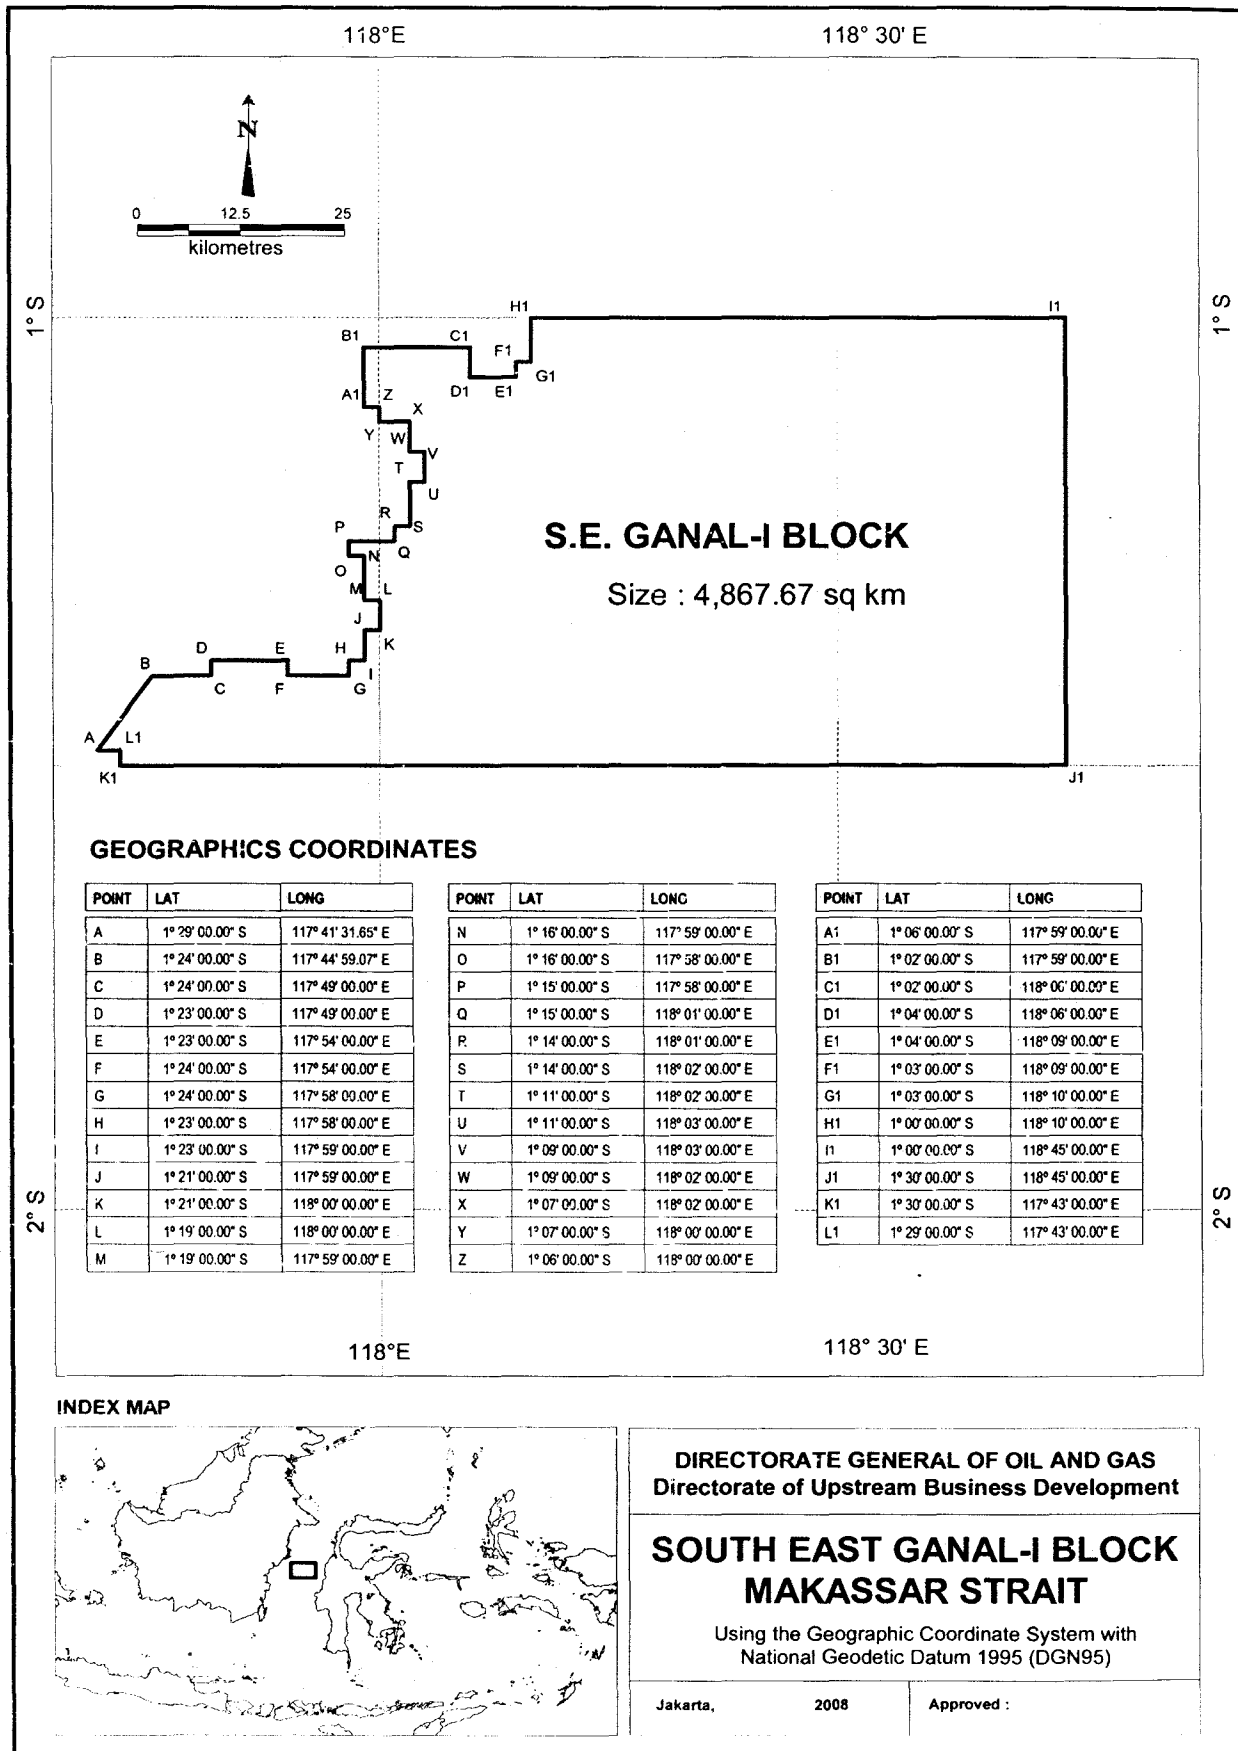 118°E 118° 30' E
N
0 12.5 25
kilometres
1° S 1° S
H1 I1
B1 C1
F1
G1
D1 E1
A1 Z
X
Y W
V
T
U
R
P S
N Q
O
M L
J
K
D E H
B
I
C F G
A L1
K1 J1
S.E. GANAL-I BLOCK
Size : 4,867.67 sq km
GEOGRAPHICS COORDINATES
POINT LAT LONG
A 1° 29' 00.00" S 117° 41' 31.65" E
B 1° 24' 00.00" S 117° 44' 59.07" E
C 1° 24' 00.00" S 117° 49' 00.00" E
D 1° 23' 00.00" S 117° 49' 00.00" E
E 1° 23' 00.00" S 117° 54' 00.00" E
F 1° 24' 00.00" S 117° 54' 00.00" E
G 1° 24' 00.00" S 117° 58' 00.00" E
H 1° 23' 00.00" S 117° 58' 00.00" E
I 1° 23' 00.00" S 117° 59' 00.00" E
J 1° 21' 00.00" S 117° 59' 00.00" E
K 1° 21' 00.00" S 118° 00' 00.00" E
L 1° 19' 00.00" S 118° 00' 00.00" E
M 1° 19' 00.00" S 117° 59' 00.00" E
POINT LAT LONG
N 1° 16' 00.00" S 117° 59' 00.00" E
O 1° 16' 00.00" S 117° 58' 00.00" E
P 1° 15' 00.00" S 117° 58' 00.00" E
Q 1° 15' 00.00" S 118° 01' 00.00" E
R 1° 14' 00.00" S 118° 01' 00.00" E
S 1° 14' 00.00" S 118° 02' 00.00" E
T 1° 11' 00.00" S 118° 02' 00.00" E
U 1° 11' 00.00" S 118° 03' 00.00" E
V 1° 09' 00.00" S 118° 03' 00.00" E
W 1° 09' 00.00" S 118° 02' 00.00" E
X 1° 07' 00.00" S 118° 02' 00.00" E
Y 1° 07' 00.00" S 118° 00' 00.00" E
Z 1° 06' 00.00" S 118° 00' 00.00" E
POINT LAT LONG
A1 1° 06' 00.00" S 117° 59' 00.00" E
B1 1° 02' 00.00" S 117° 59' 00.00" E
C1 1° 02' 00.00" S 118° 06' 00.00" E
D1 1° 04' 00.00" S 118° 06' 00.00" E
E1 1° 04' 00.00" S 118° 09' 00.00" E
F1 1° 03' 00.00" S 118° 09' 00.00" E
G1 1° 03' 00.00" S 118° 10' 00.00" E
H1 1° 00' 00.00" S 118° 10' 00.00" E
I1 1° 00' 00.00" S 118° 45' 00.00" E
J1 1° 30' 00.00" S 118° 45' 00.00" E
K1 1° 30' 00.00" S 117° 43' 00.00" E
L1 1° 29' 00.00" S 117° 43' 00.00" E
2° S 2° S
118°E 118° 30' E
INDEX MAP
DIRECTORATE GENERAL OF OIL AND GAS
Directorate of Upstream Business Development
SOUTH EAST GANAL-I BLOCK
MAKASSAR STRAIT
Using the Geographic Coordinate System with
National Geodetic Datum 1995 (DGN95)
Jakarta, 2008 Approved :